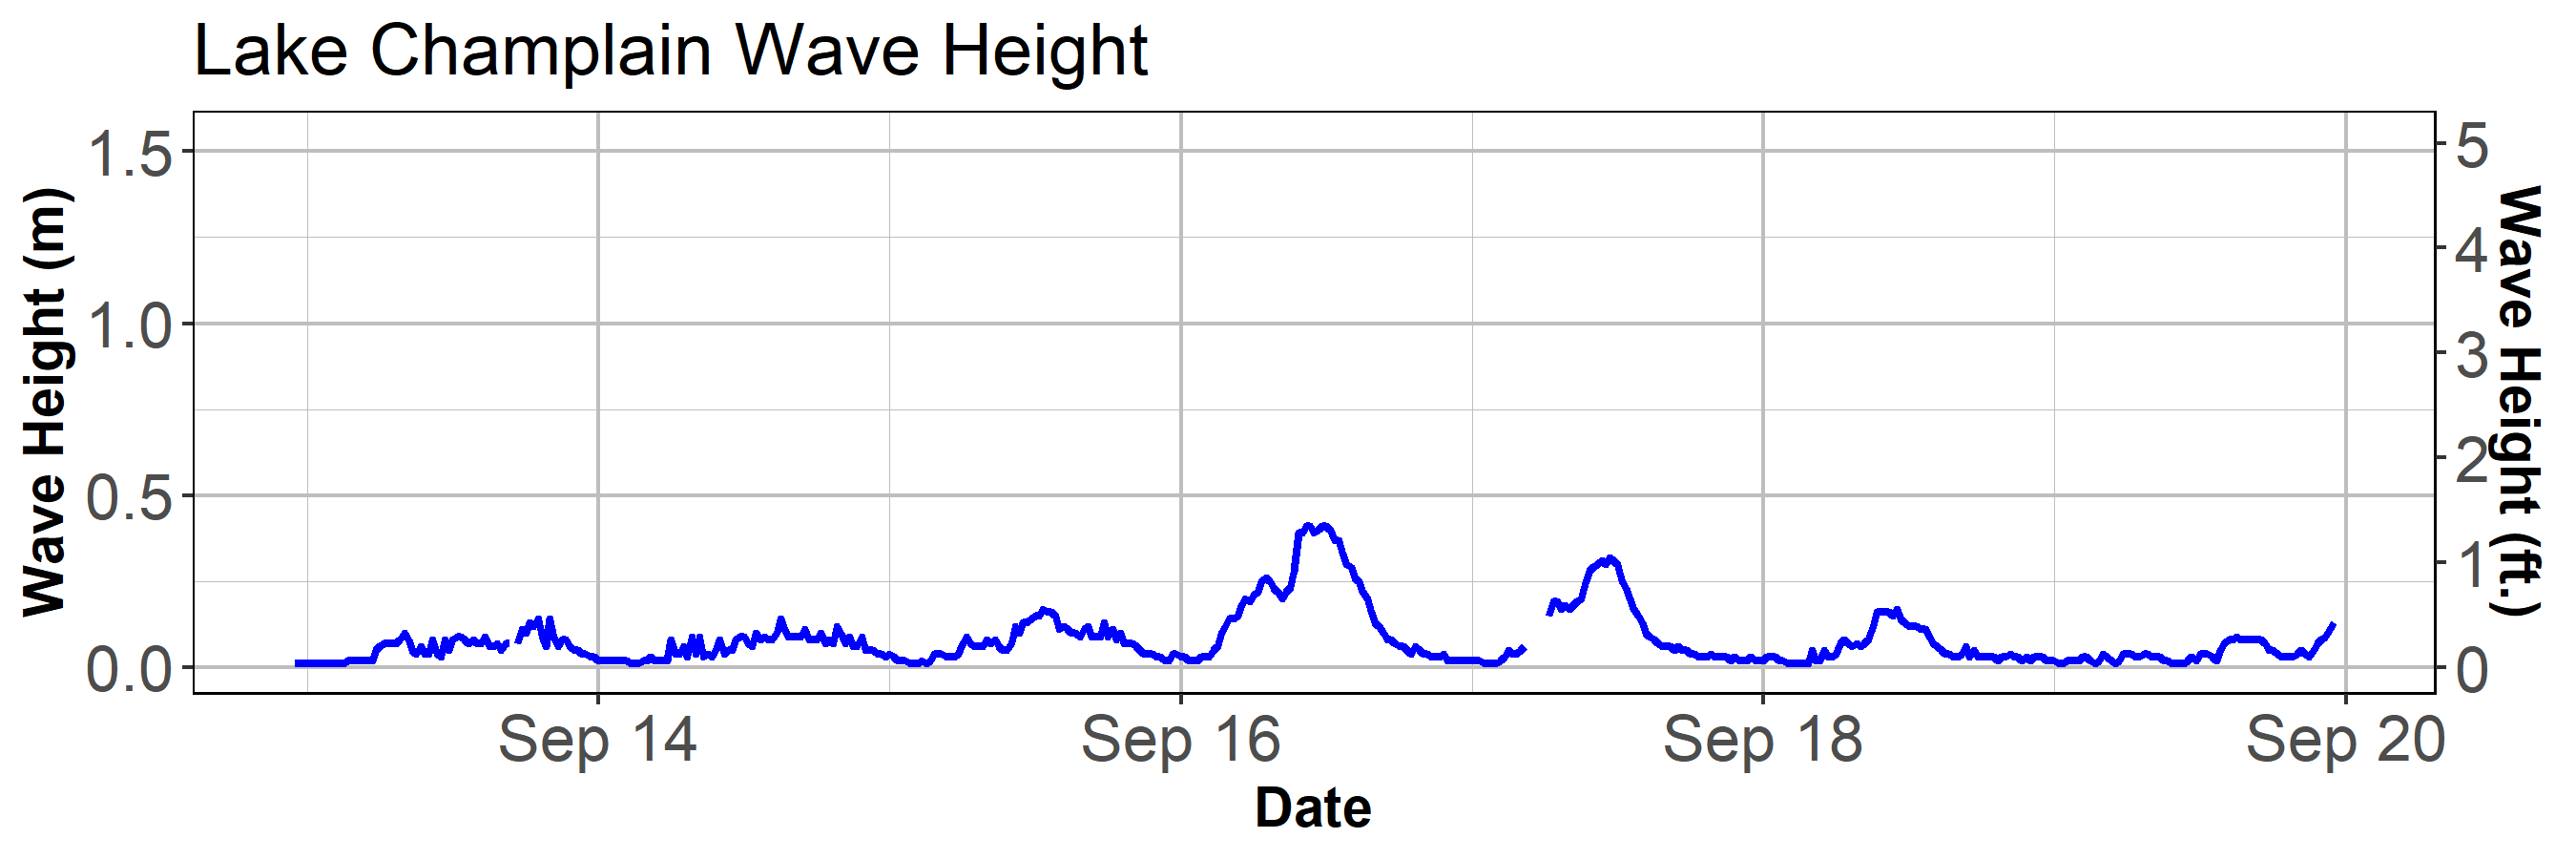 Lake Champlain Wave Height
Wave Height (m)
1.5
1.0
0.5
0.0
5
4
3
2
1
0
Wave Height (ft.)
Sep 14
Sep 16
Sep 18
Sep 20
Date